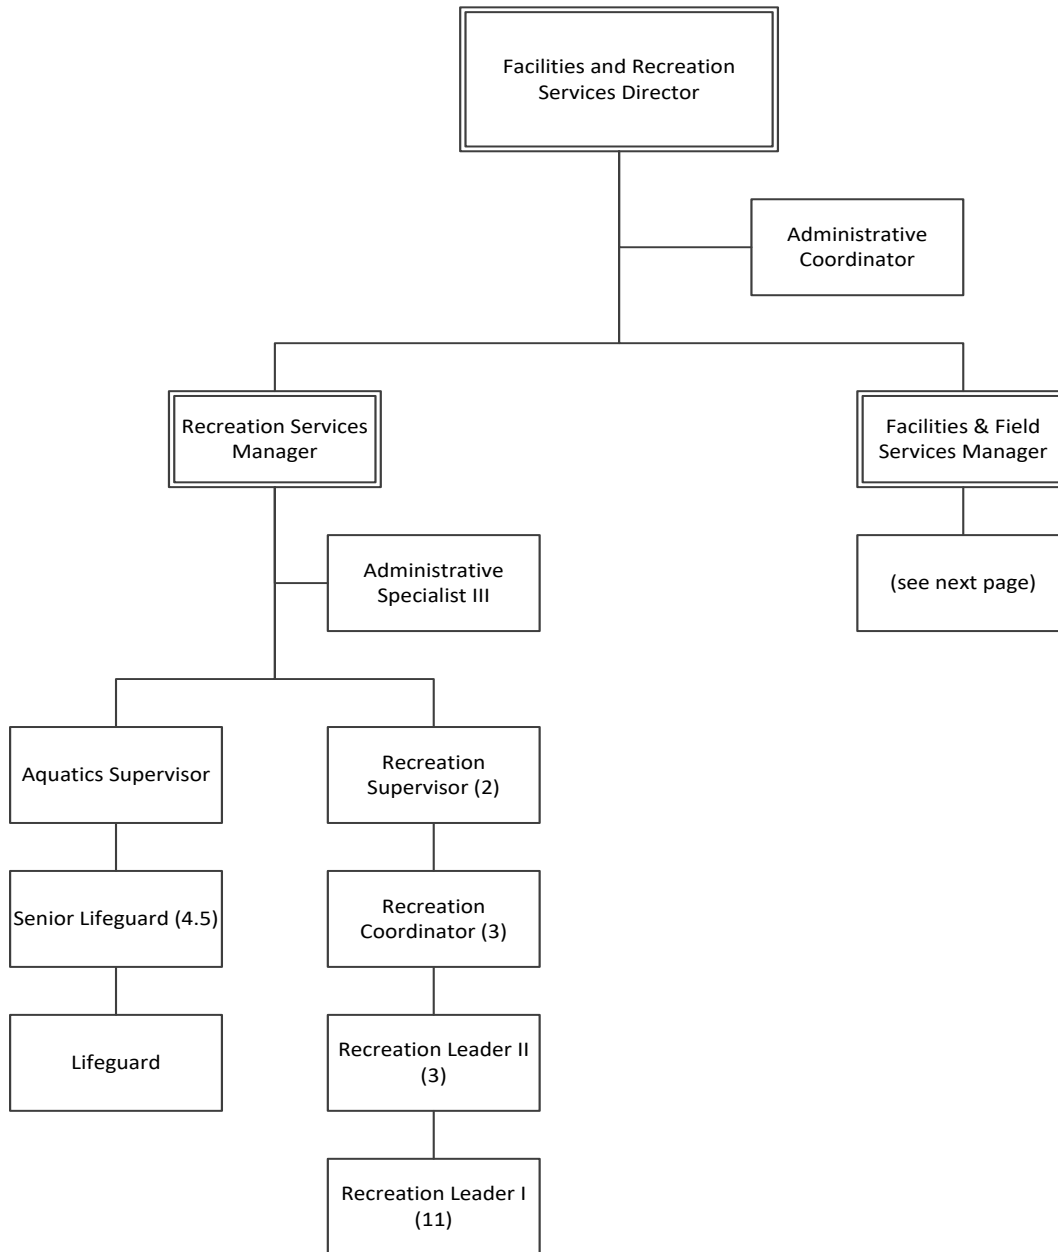 Facilities and Recreation
Services Director
Administrative
Coordinator
Recreation Services
Manager
Facilities & Field
Services Manager
Administrative
Specialist III
(see next page)
Aquatics Supervisor
Recreation
Supervisor (2)
Senior Lifeguard (4.5)
Recreation
Coordinator (3)
Lifeguard
Recreation Leader II
(3)
Recreation Leader I
(11)